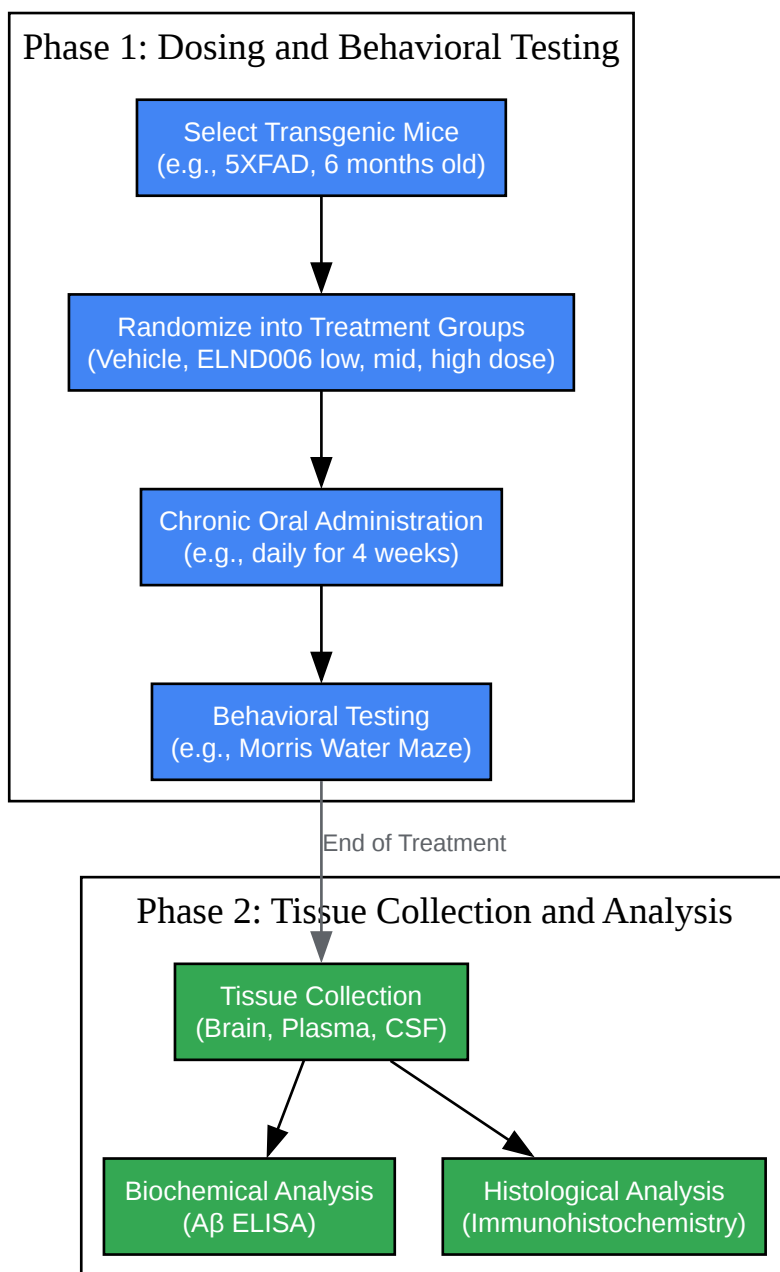 Phase 1: Dosing and Behavioral Testing
Select Transgenic Mice
(e.g., 5XFAD, 6 months old)
Randomize into Treatment Groups
(Vehicle, ELND006 low, mid, high dose)
Chronic Oral Administration
(e.g., daily for 4 weeks)
Behavioral Testing
(e.g., Morris Water Maze)
End of Treatment
Phase 2: Tissue Collection and Analysis
Tissue Collection
(Brain, Plasma, CSF)
Biochemical Analysis
(Aβ ELISA)
Histological Analysis
(Immunohistochemistry)